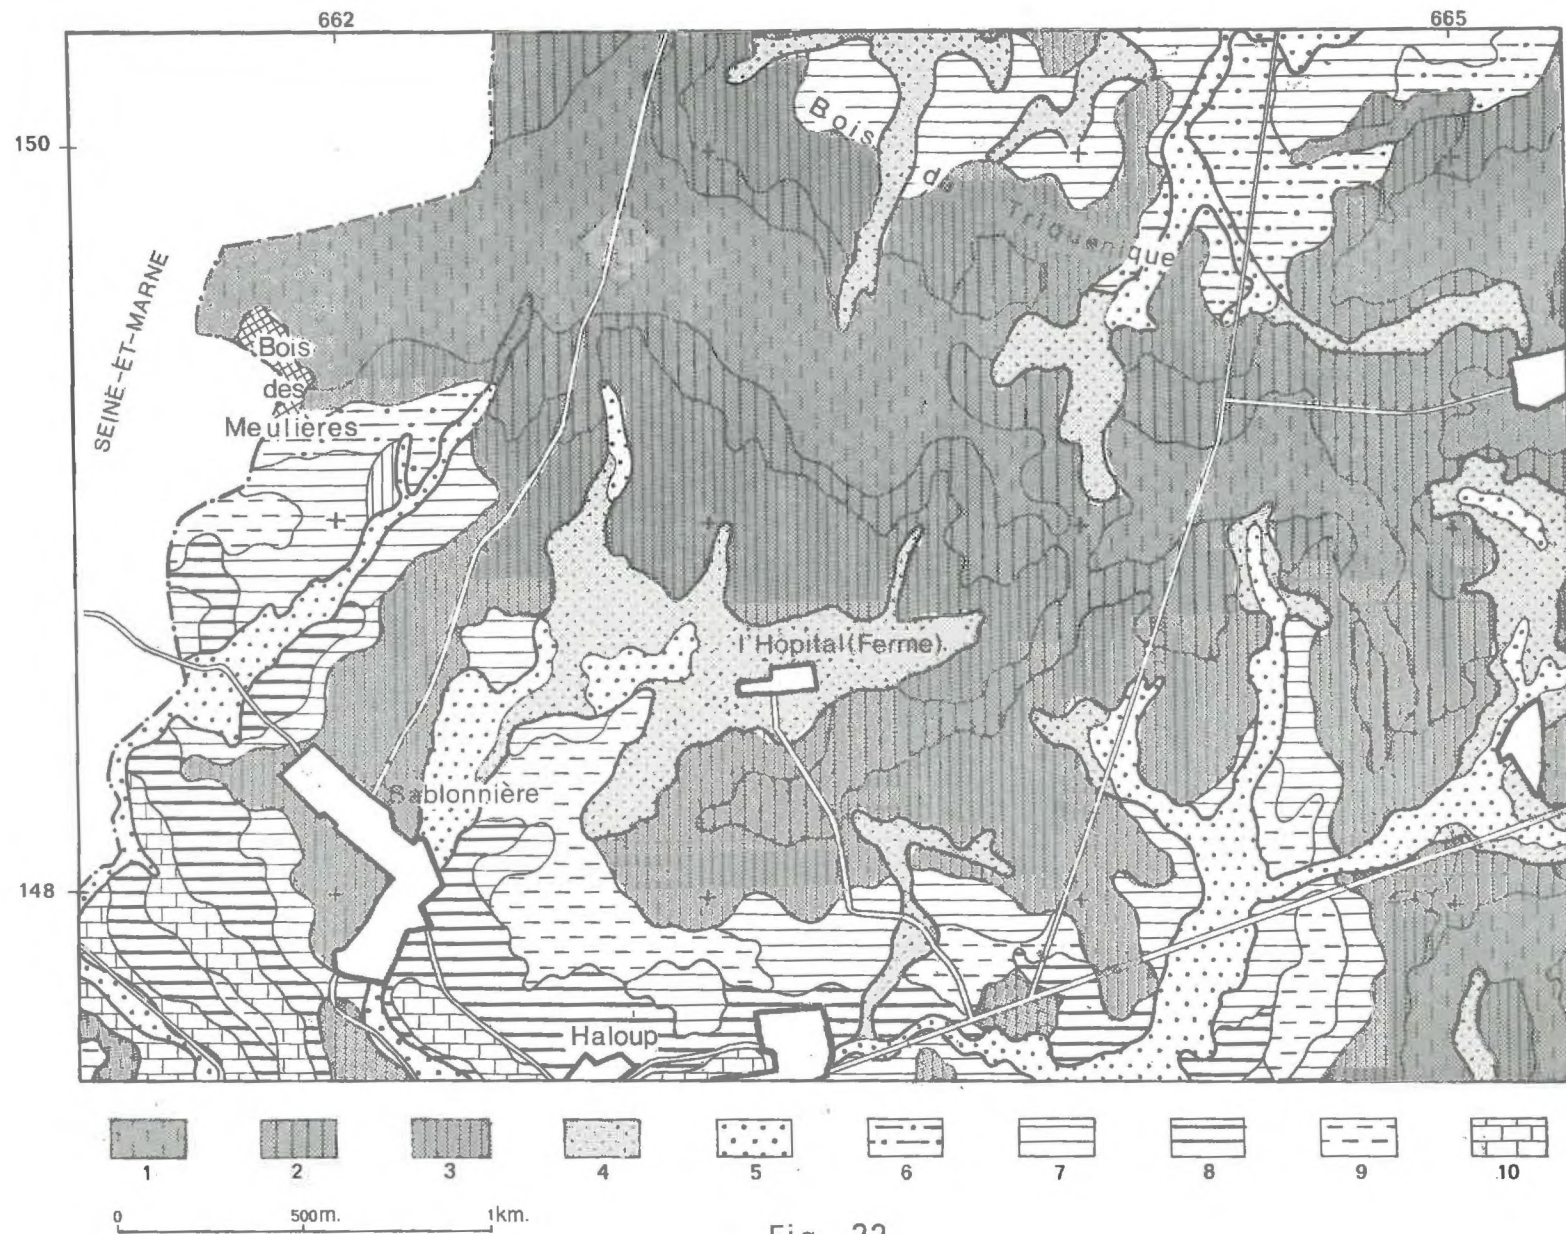 662 665
150
Bois
de
Triquenique
SEINE-ET-MARNE
Bois
des
Meulières
l'Hopital (Ferme)
Sablonnière
148
Haloup
1 2 3 4 5 6 7 8 9 10
0 500m. 1km.